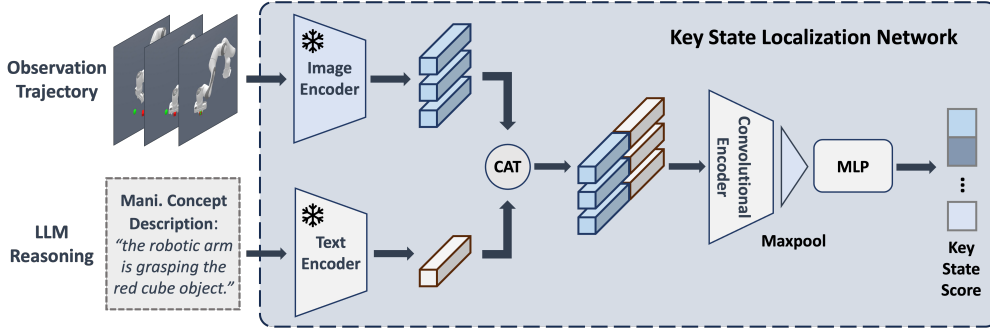 Key State Localization Network
Observation
Trajectory
Image
Encoder
CAT
Convolutional
Encoder
Maxpool
MLP
Key
State
Score
LLM
Reasoning
Mani. Concept
Description:
“the robotic arm
is grasping the
red cube object.”
Text
Encoder